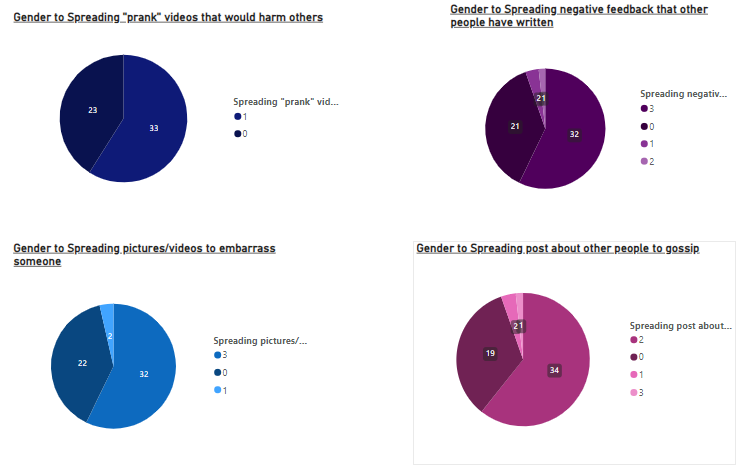 Gender to Spreading "prank" videos that would harm others
23
33
Spreading "prank" vid...
1
0
Gender to Spreading negative feedback that other
people have written
21
21
32
Spreading negativ...
3
0
1
2
Gender to Spreading pictures/videos to embarrass
someone
2
22
32
Spreading pictures/...
3
0
1
Gender to Spreading post about other people to gossip
21
19
34
Spreading post about...
2
0
1
3